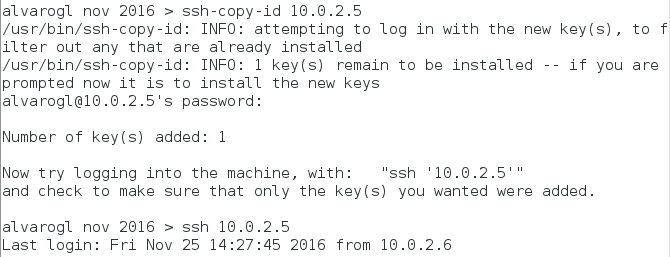 alvarogl nov 2016 > ssh-copy-id 10.0.2.5
/usr/bin/ssh-copy-id: INFO: attempting to log in with the new key(s), to f
ilter out any that are already installed
/usr/bin/ssh-copy-id: INFO: 1 key(s) remain to be installed -- if you are
prompted now it is to install the new keys
alvarogl@10.0.2.5's password:
Number of key(s) added: 1
Now try logging into the machine, with:   "ssh '10.0.2.5'"
and check to make sure that only the key(s) you wanted were added.
alvarogl nov 2016 > ssh 10.0.2.5
Last login: Fri Nov 25 14:27:45 2016 from 10.0.2.6